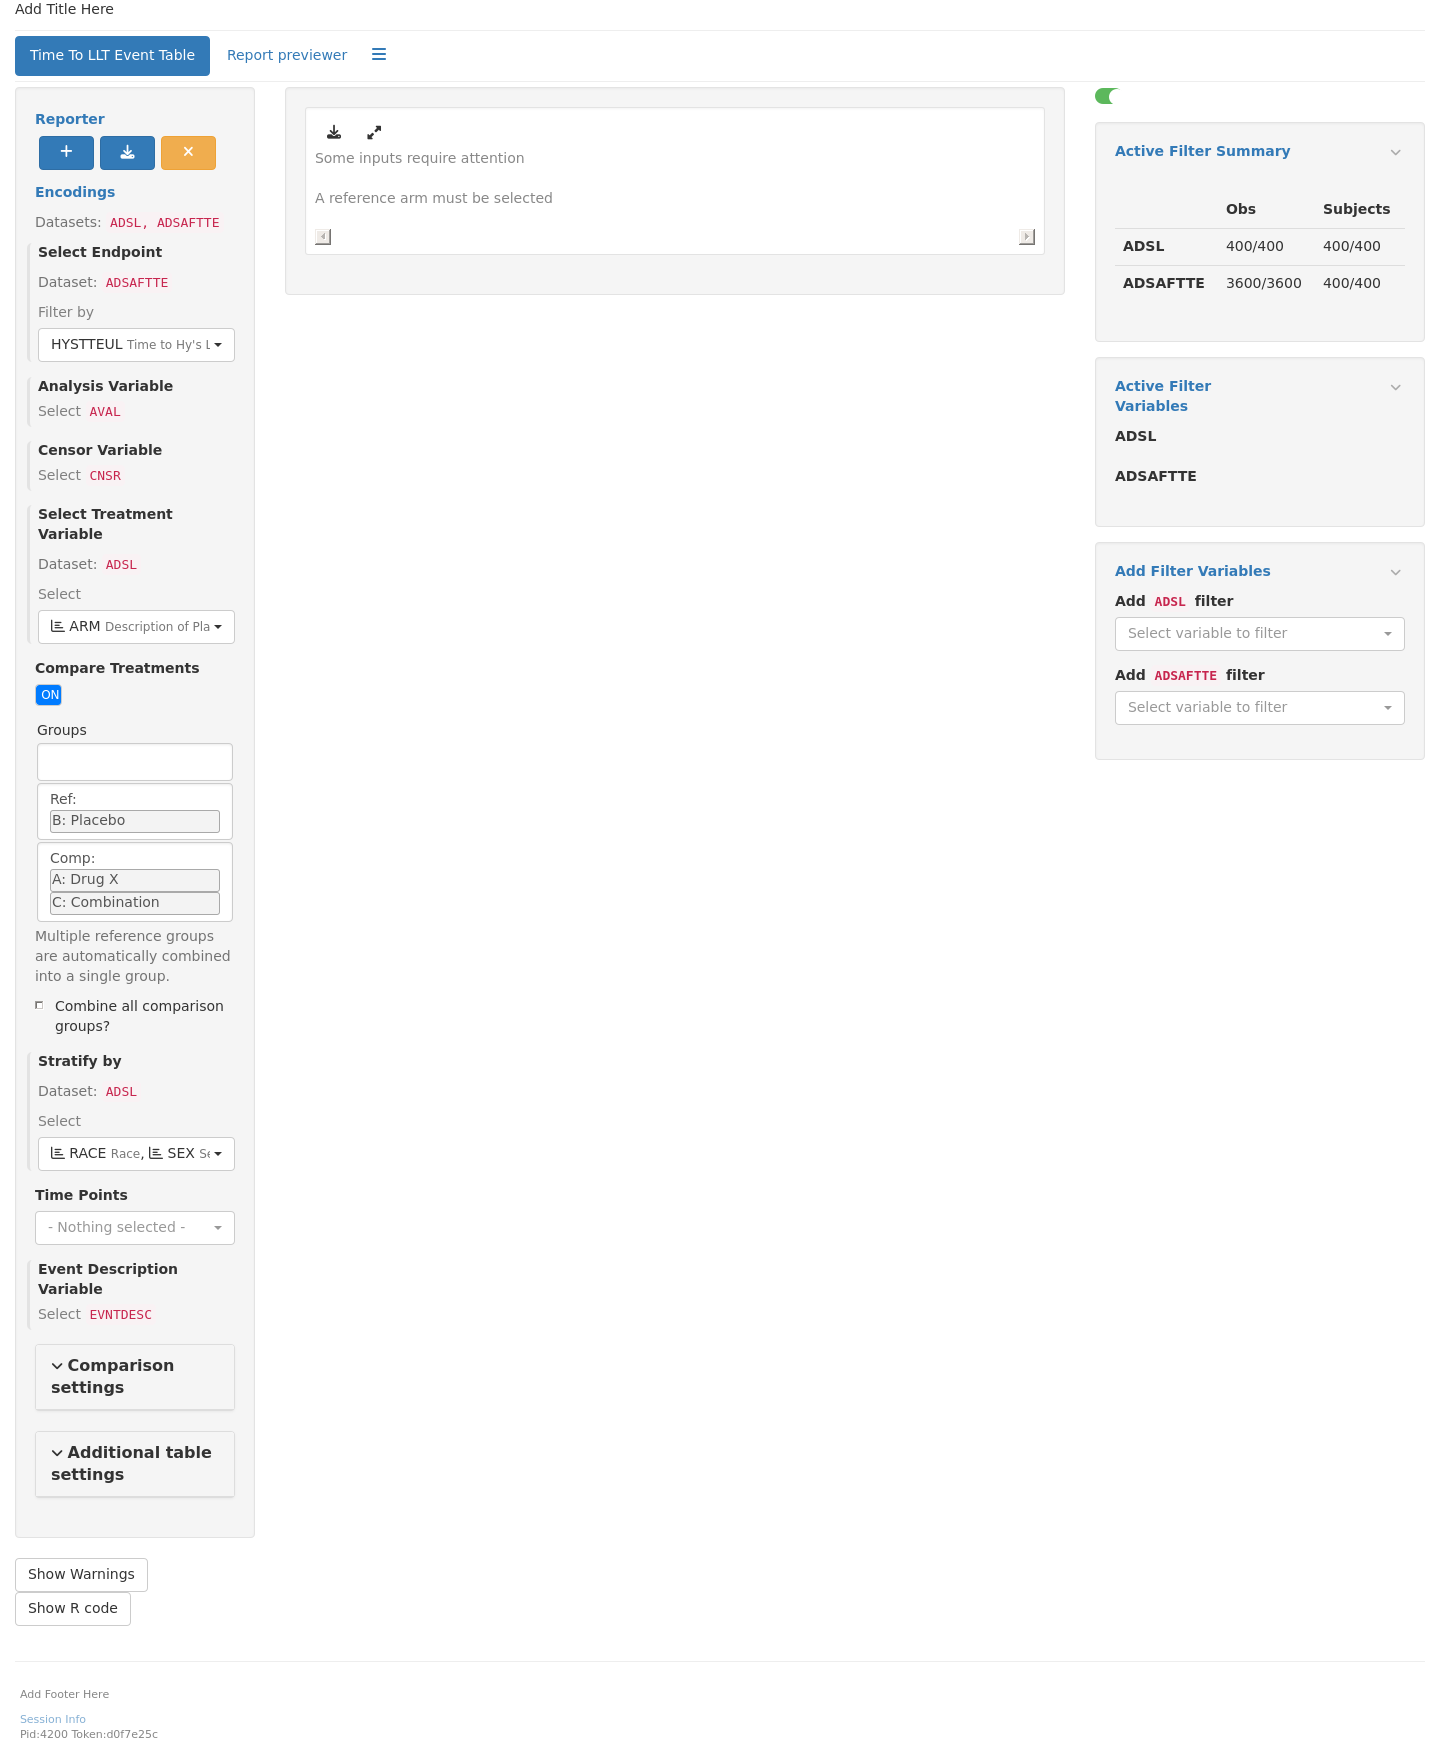 Add Title Here
Time To LLT Event Table
Report previewer
Reporter
Encodings
Datasets: ADSL, ADSAFTTE
Select Endpoint
Dataset: ADSAFTTE
Filter by
HYSTTEUL Time to Hy's L
Analysis Variable
Select AVAL
Censor Variable
Select CNSR
Select Treatment
Variable
Dataset: ADSL
Select
ARM Description of Pla
Compare Treatments
ON
Groups
Ref:
B: Placebo
Comp:
A: Drug X
C: Combination
Multiple reference groups
are automatically combined
into a single group.
Combine all comparison
groups?
Stratify by
Dataset: ADSL
Select
RACE Race, SEX Se
Time Points
- Nothing selected -
Event Description
Variable
Select EVNTDESC
Comparison
settings
Additional table
settings
Show Warnings
Show R code
Some inputs require attention
A reference arm must be selected
Active Filter Summary
Obs Subjects
ADSL 400/400 400/400
ADSAFTTE 3600/3600 400/400
Active Filter
Variables
ADSL
ADSAFTTE
Add Filter Variables
Add ADSL filter
Select variable to filter
Add ADSAFTTE filter
Select variable to filter
Add Footer Here
Session Info
Pid:4200 Token:d0f7e25c